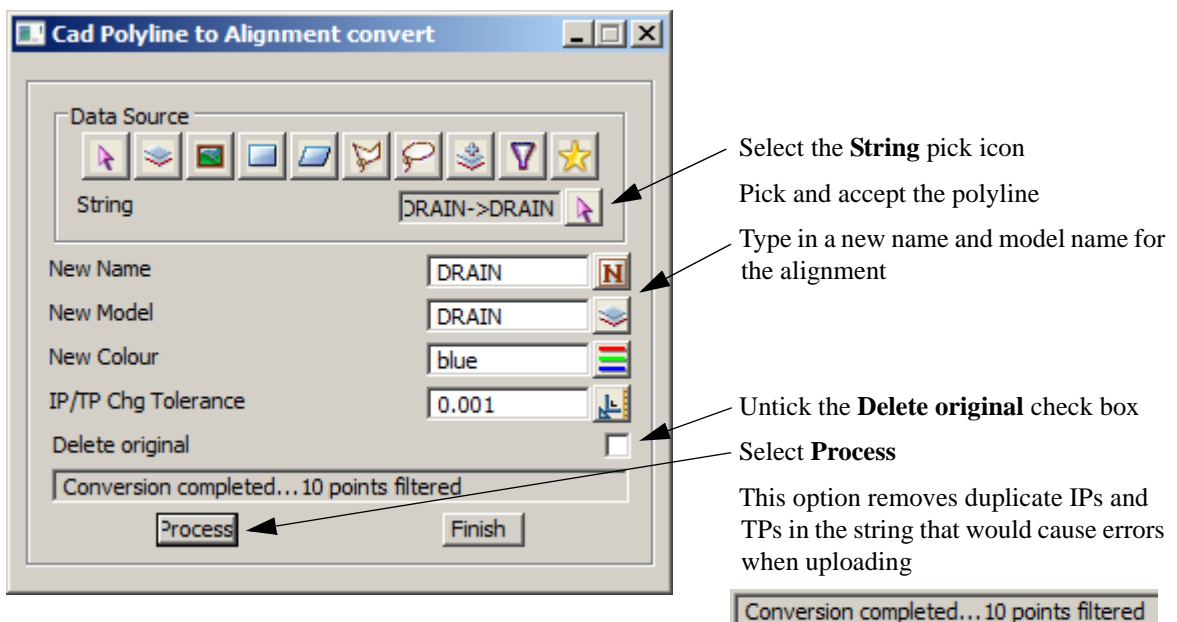 Cad Polyline to Alignment convert
Data Source
String
DRAIN->DRAIN
New Name
DRAIN
N
New Model
DRAIN
New Colour
blue
IP/TP Chg Tolerance
0.001
Delete original
Conversion completed...10 points filtered
Process
Finish
Select the String pick icon
Pick and accept the polyline
Type in a new name and model name for
the alignment
Untick the Delete original check box
Select Process
This option removes duplicate IPs and
TPs in the string that would cause errors
when uploading
Conversion completed...10 points filtered